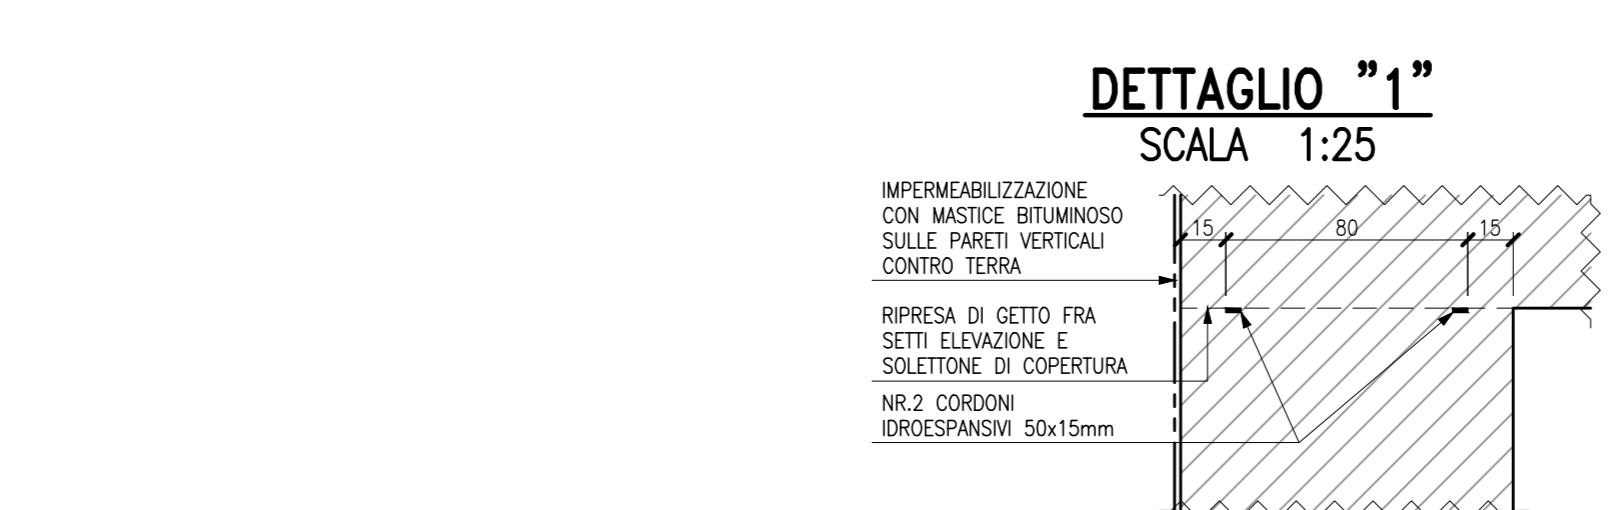 DETTAGLIO ”1”
SCALA 1:25
IMPERMEABILIZZAZIONE
CON MASTICE BITUMINOSO
SULLE PARETI VERTICALI
CONTRO TERRA
15 80 15
RIPRESA DI GETTO FRA
SETTI ELEVAZIONE E
SOLETTONE DI COPERTURA
NR.2 CORDONI
IDROESPANSIVI 50x15mm